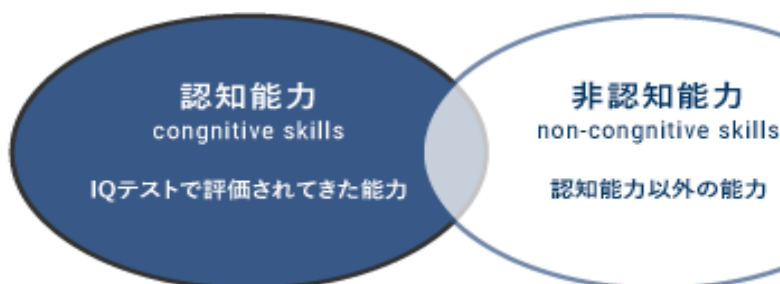 認知能力
congnitive skills
IQテストで評価されてきた能力
非認知能力
non-congnitive skills
認知能力以外の能力